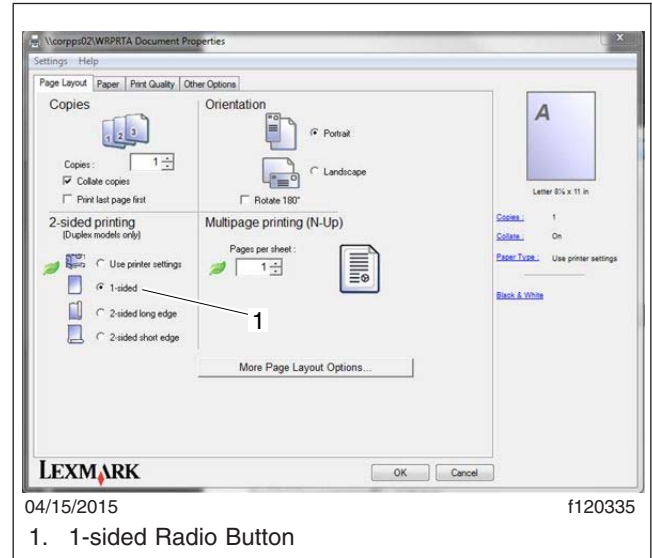 \\corpps02\WRPRTA Document Properties
X
Settings Help
Page Layout Paper Print Quality Other Options
Copies
1 2 3
Copies : 1
Collate copies
Print last page first
Orientation
Portrait
Landscape
Rotate 180°
2-sided printing
(Duplex models only)
Use printer settings
1-sided
2-sided long edge
2-sided short edge
Multipage printing (N-Up)
Pages per sheet :
1
1
More Page Layout Options...
A
Letter 8½ x 11 in
Copies : 1
Collate : On
Paper Type : Use printer settings
Black & White
LEXMARK
OK Cancel
04/15/2015 f120335
1. 1-sided Radio Button